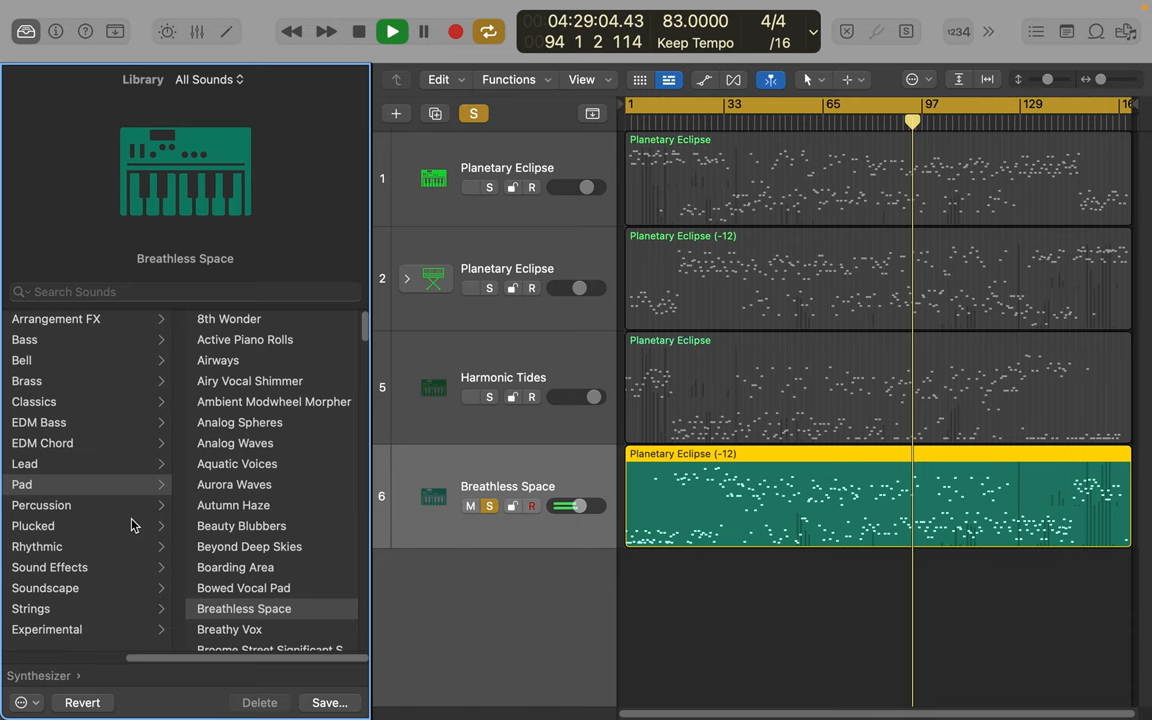 04:29:04.43 83.0000 4/4
94 1 2 114 Keep Tempo /16
S
1234
Library All Sounds
Edit Functions View
S
1 33 65 97 129 16
Breathless Space
Search Sounds
Arrangement FX
Bass
Bell
Brass
Classics
EDM Bass
EDM Chord
Lead
Pad
Percussion
Plucked
Rhythmic
Sound Effects
Soundscape
Strings
Experimental
8th Wonder
Active Piano Rolls
Airways
Airy Vocal Shimmer
Ambient Modwheel Morpher
Analog Spheres
Analog Waves
Aquatic Voices
Aurora Waves
Autumn Haze
Beauty Blubbers
Beyond Deep Skies
Boarding Area
Bowed Vocal Pad
Breathless Space
Breathy Vox
Broome Street Significant S
Synthesizer
Revert Delete Save...
1 Planetary Eclipse
S R
2 Planetary Eclipse
S R
5 Harmonic Tides
S R
6 Breathless Space
M S R
Planetary Eclipse
Planetary Eclipse (-12)
Planetary Eclipse
Planetary Eclipse (-12)